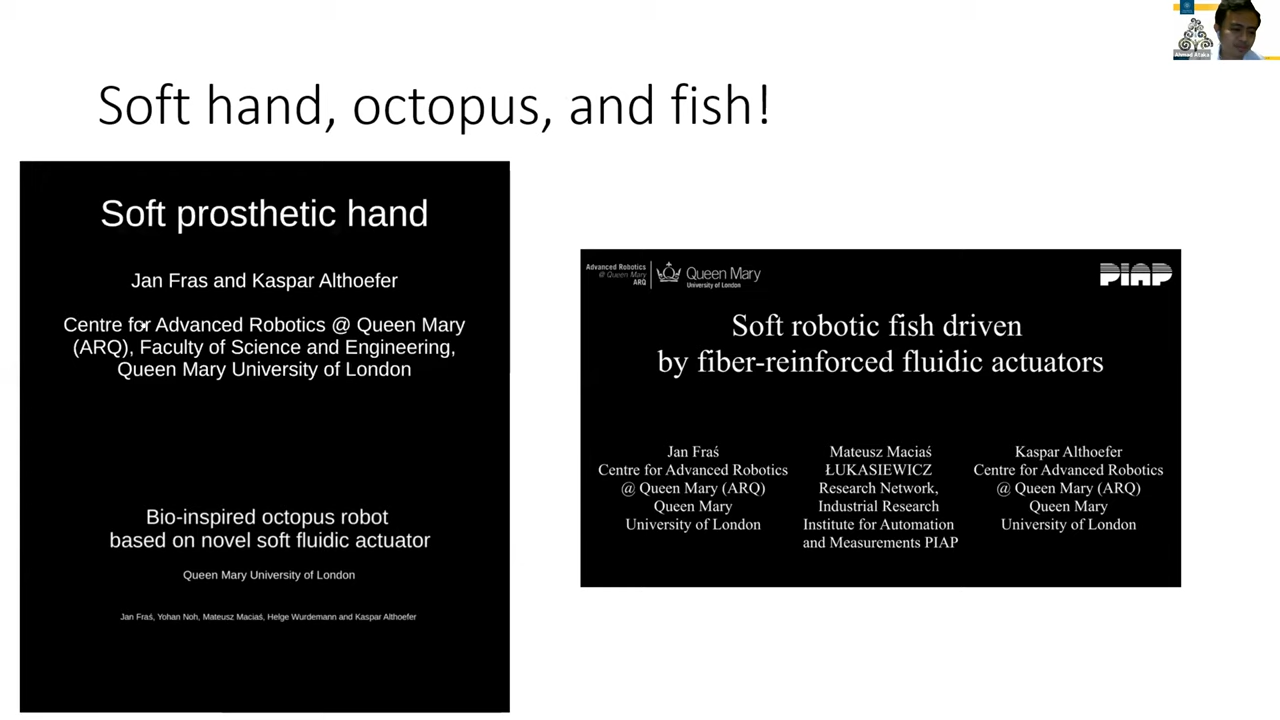 Ahmad Ataka
Soft hand, octopus, and fish!
Soft prosthetic hand
Jan Fras and Kaspar Althoefer
Centre for Advanced Robotics @ Queen Mary
(ARQ), Faculty of Science and Engineering,
Queen Mary University of London
Bio-inspired octopus robot
based on novel soft fluidic actuator
Queen Mary University of London
Jan Fraś, Yohan Noh, Mateusz Maciaś, Helge Wurdemann and Kaspar Althoefer
Advanced Robotics
@ Queen Mary
ARQ
Queen Mary
University of London
PIAP
Soft robotic fish driven
by fiber-reinforced fluidic actuators
Jan Fraś
Centre for Advanced Robotics
@ Queen Mary (ARQ)
Queen Mary
University of London
Mateusz Maciaś
ŁUKASIEWICZ
Research Network,
Industrial Research
Institute for Automation
and Measurements PIAP
Kaspar Althoefer
Centre for Advanced Robotics
@ Queen Mary (ARQ)
Queen Mary
University of London